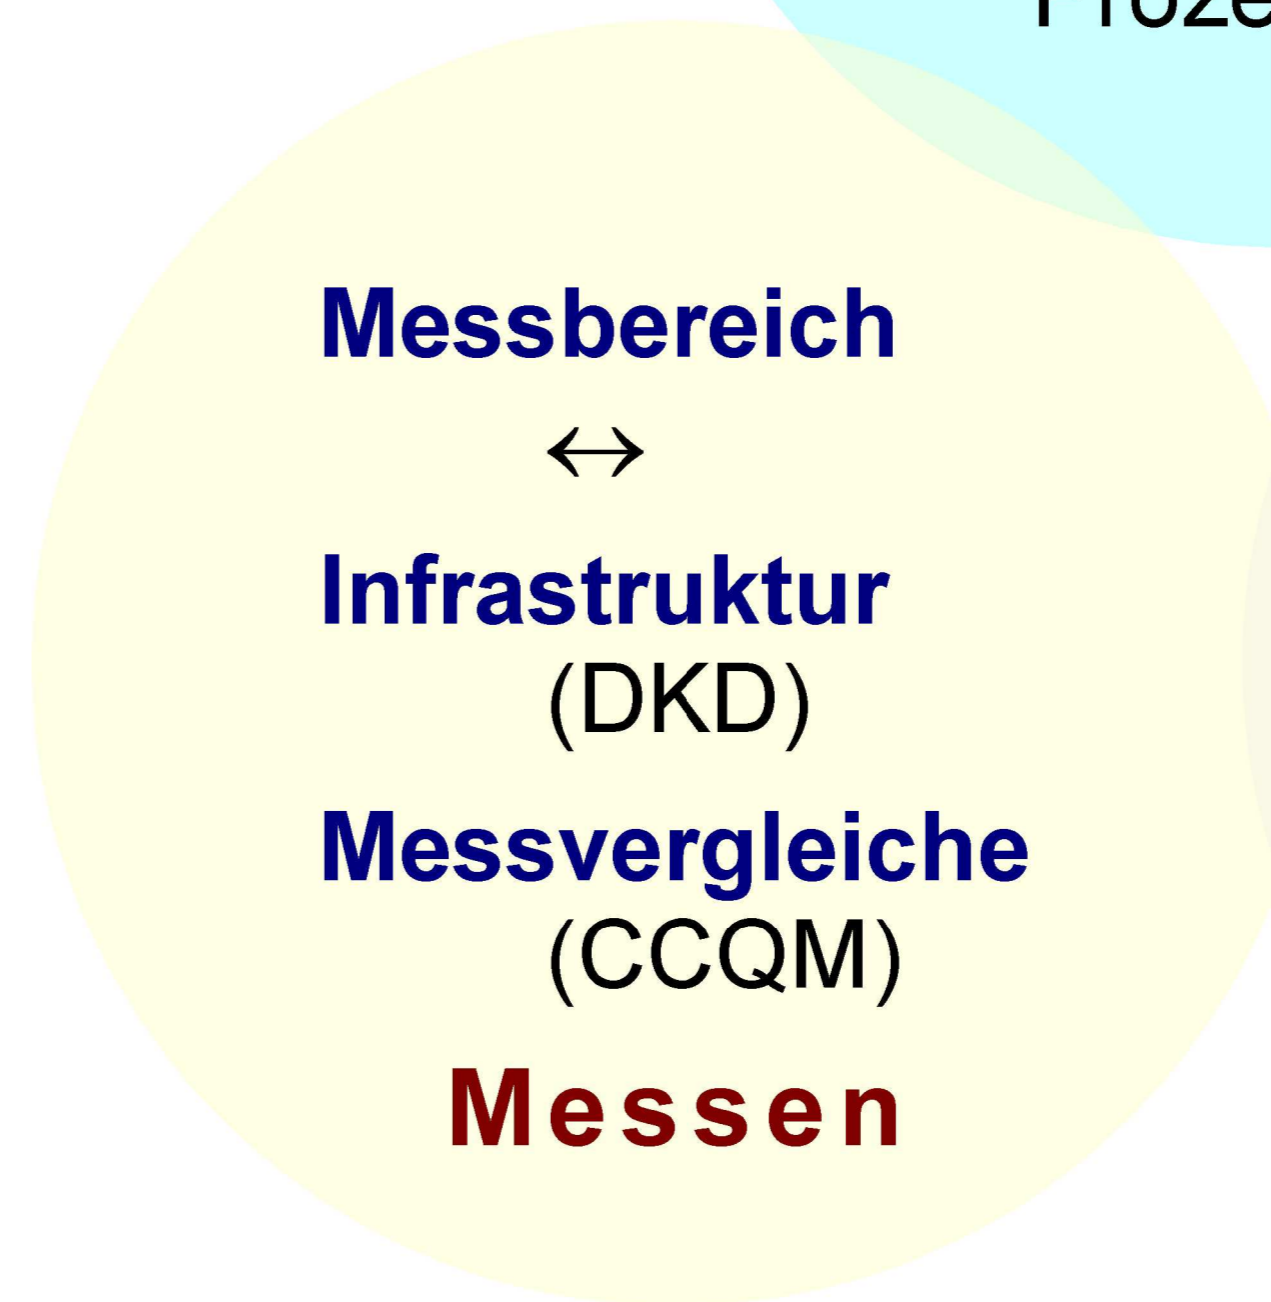 Messbereich
↔
Infrastruktur
(DKD)
Messvergleiche
(CCQM)
Messen